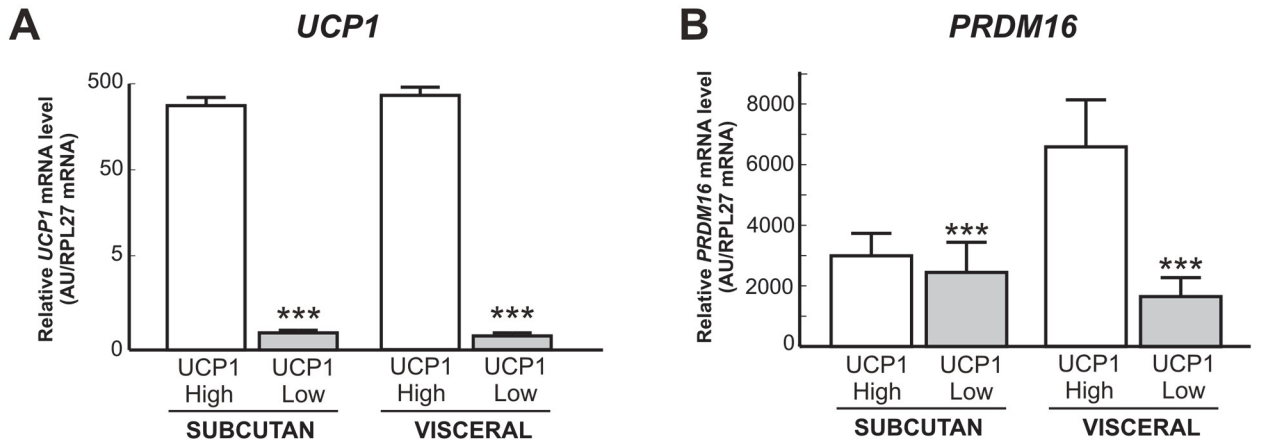 A
UCP1
Relative UCP1 mRNA level
(AU/RPL27 mRNA)
500
50
5
0
***
***
UCP1
High
UCP1
Low
UCP1
High
UCP1
Low
SUBCUTAN
VISCERAL
B
PRDM16
Relative PRDM16 mRNA level
(AU/RPL27 mRNA)
8000
6000
4000
2000
0
***
***
UCP1
High
UCP1
Low
UCP1
High
UCP1
Low
SUBCUTAN
VISCERAL